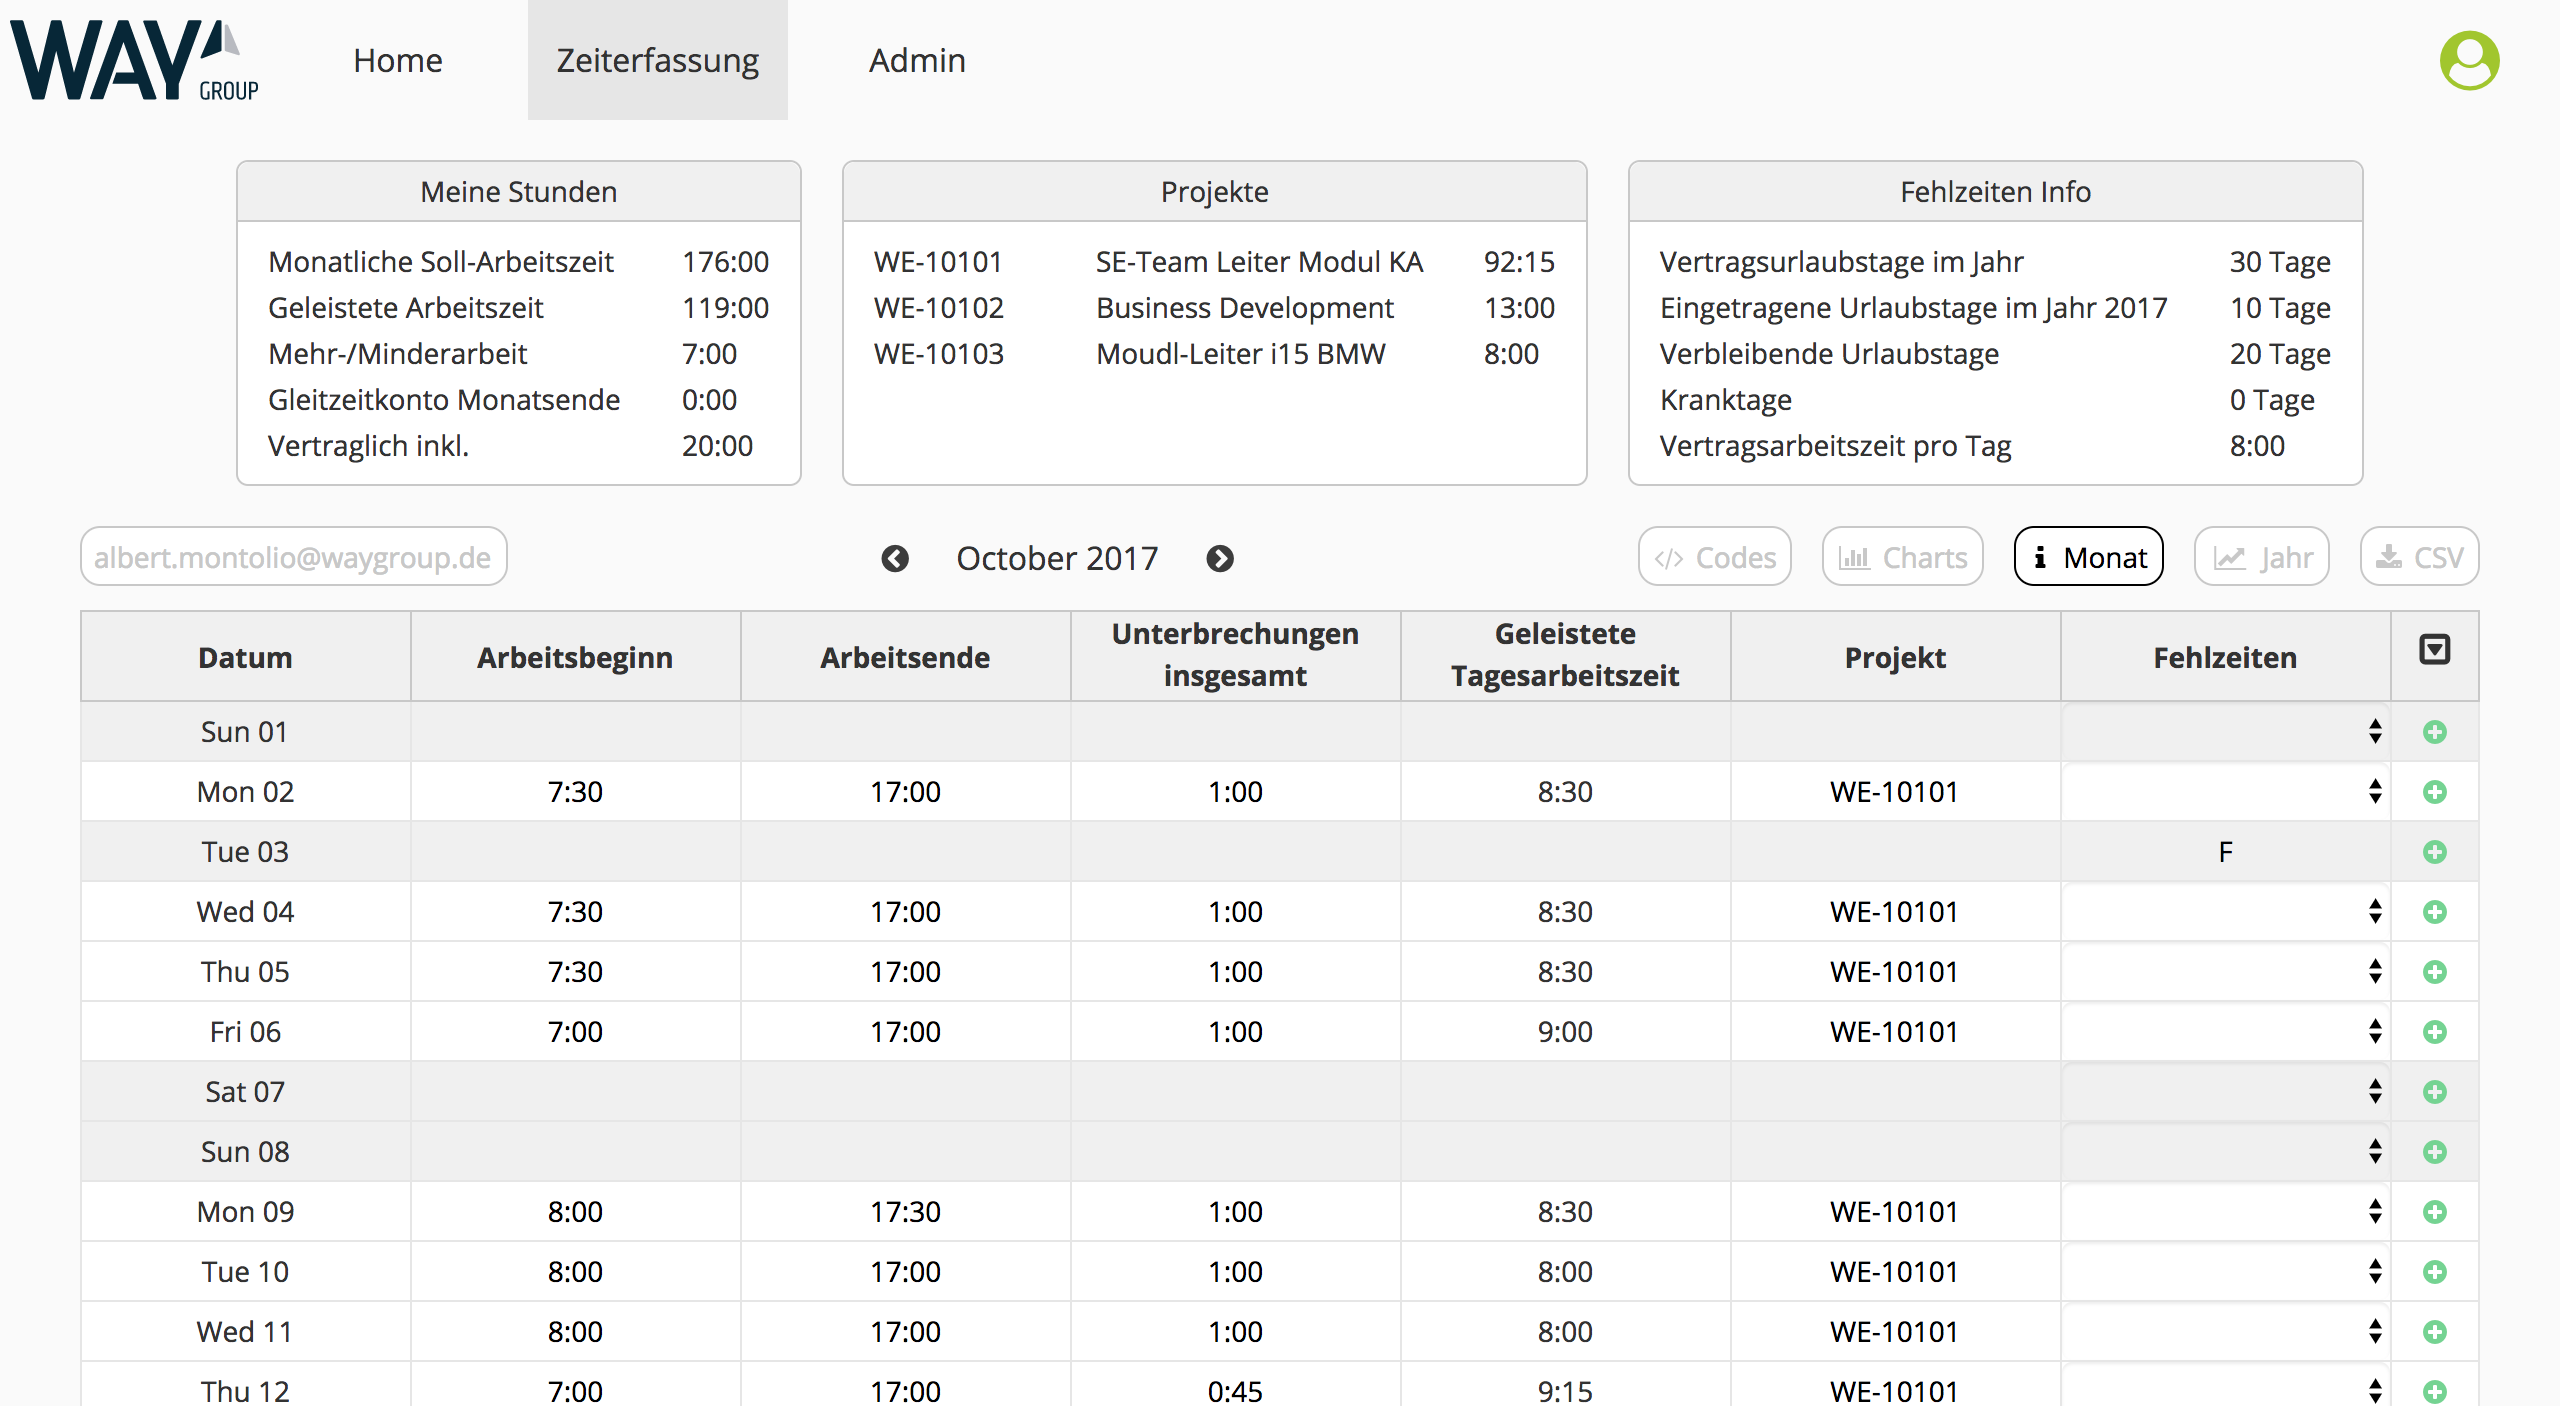 WAY GROUP
Home Zeiterfassung Admin
Meine Stunden
Monatliche Soll-Arbeitszeit 176:00
Geleistete Arbeitszeit 119:00
Mehr-/Minderarbeit 7:00
Gleitzeitkonto Monatsende 0:00
Vertraglich inkl. 20:00
Projekte
WE-10101 SE-Team Leiter Modul KA 92:15
WE-10102 Business Development 13:00
WE-10103 Moudl-Leiter i15 BMW 8:00
Fehlzeiten Info
Vertragsurlaubstage im Jahr 30 Tage
Eingetragene Urlaubstage im Jahr 2017 10 Tage
Verbleibende Urlaubstage 20 Tage
Kranktage 0 Tage
Vertragsarbeitszeit pro Tag 8:00
albert.montolio@waygroup.de October 2017 </> Codes Charts Monat Jahr CSV
Datum Arbeitsbeginn Arbeitsende Unterbrechungen insgesamt Geleistete Tagesarbeitszeit Projekt Fehlzeiten
Sun 01
Mon 02 7:30 17:00 1:00 8:30 WE-10101
Tue 03 F
Wed 04 7:30 17:00 1:00 8:30 WE-10101
Thu 05 7:30 17:00 1:00 8:30 WE-10101
Fri 06 7:00 17:00 1:00 9:00 WE-10101
Sat 07
Sun 08
Mon 09 8:00 17:30 1:00 8:30 WE-10101
Tue 10 8:00 17:00 1:00 8:00 WE-10101
Wed 11 8:00 17:00 1:00 8:00 WE-10101
Thu 12 7:00 17:00 0:45 9:15 WE-10101